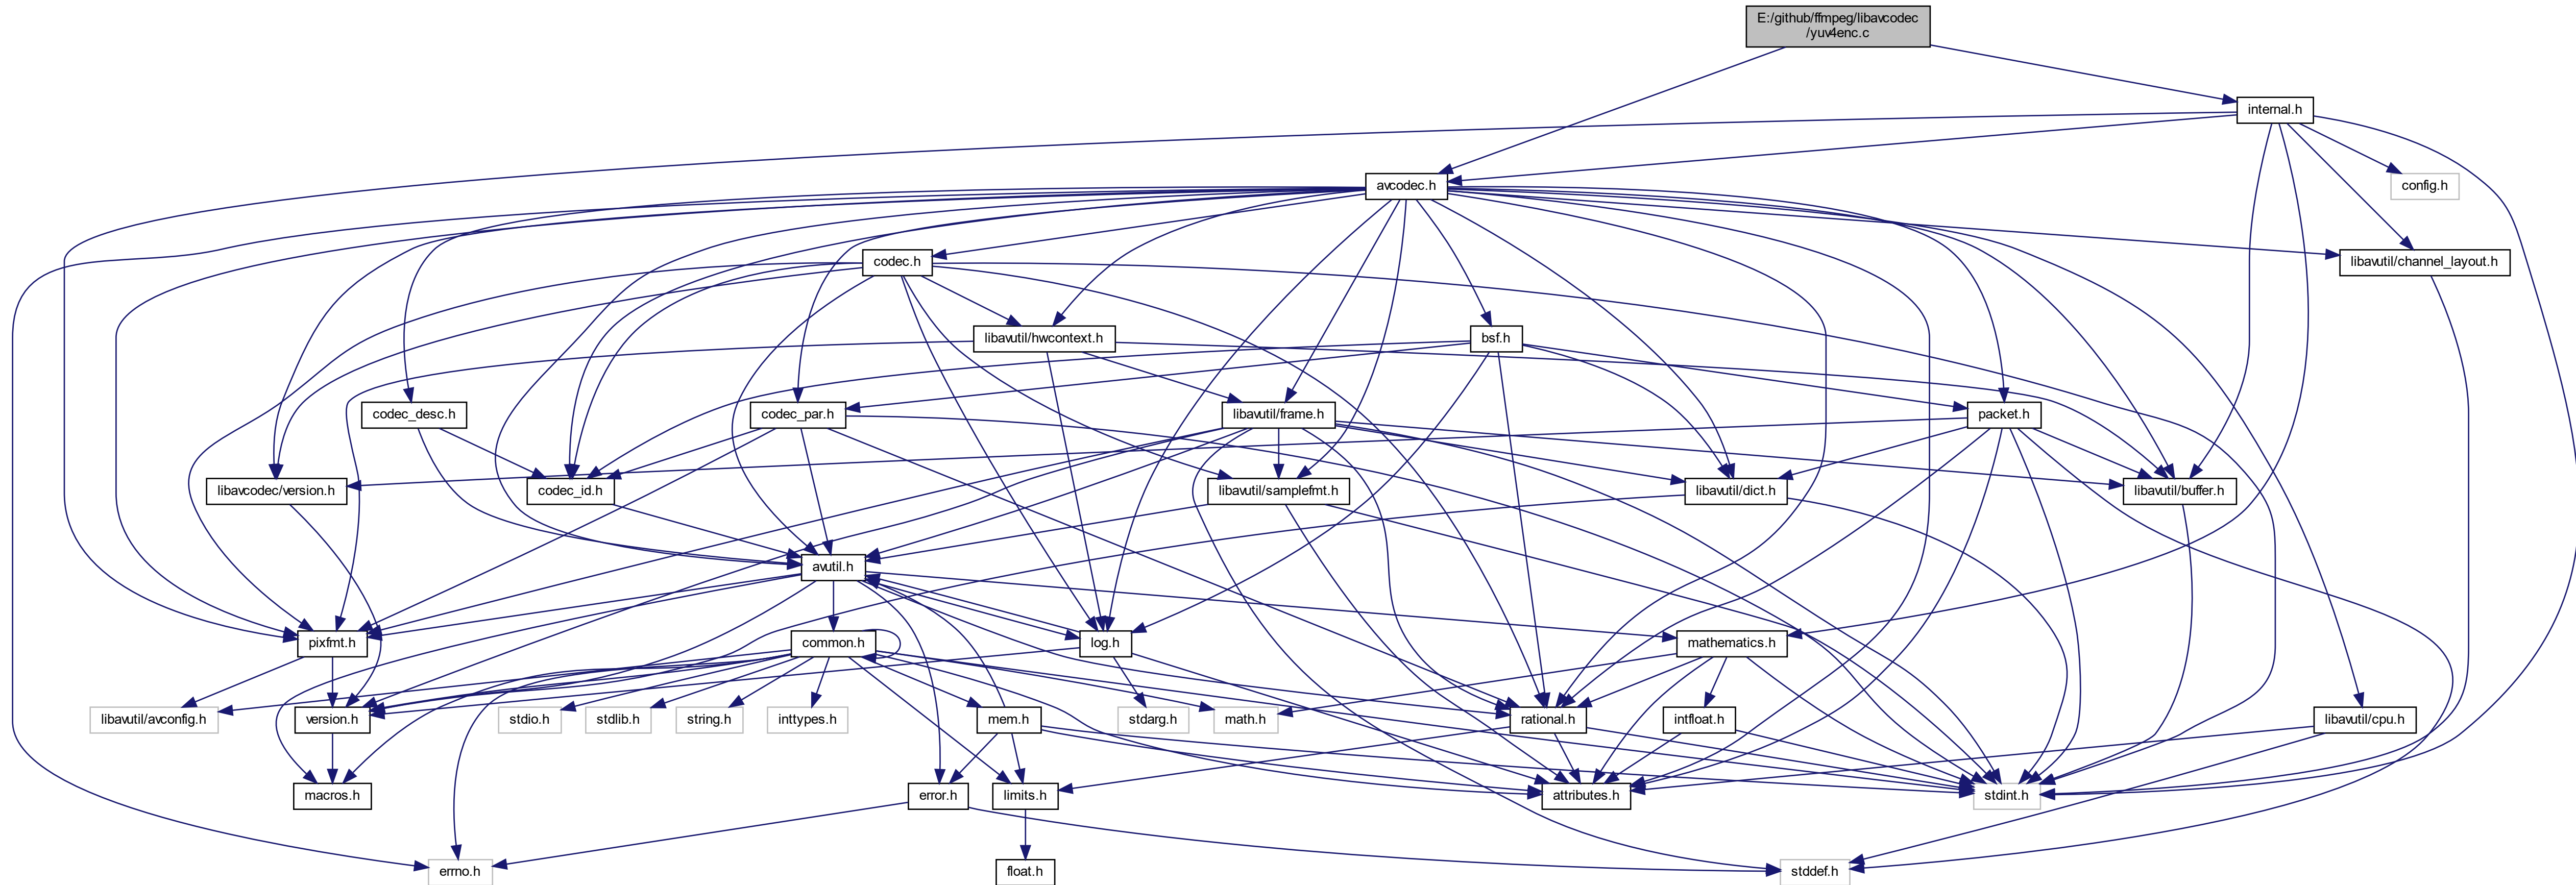 E:/github/ffmpeg/libavcodec
/yuv4enc.c
internal.h
avcodec.h
config.h
codec.h
libavutil/channel_layout.h
libavutil/hwcontext.h
bsf.h
codec_desc.h
codec_par.h
libavutil/frame.h
packet.h
libavcodec/version.h
codec_id.h
libavutil/samplefmt.h
libavutil/dict.h
libavutil/buffer.h
avutil.h
pixfmt.h
common.h
log.h
mathematics.h
libavutil/avconfig.h
version.h
stdio.h
stdlib.h
string.h
inttypes.h
mem.h
stdarg.h
math.h
rational.h
intfloat.h
libavutil/cpu.h
macros.h
error.h
limits.h
attributes.h
stdint.h
errno.h
float.h
stddef.h